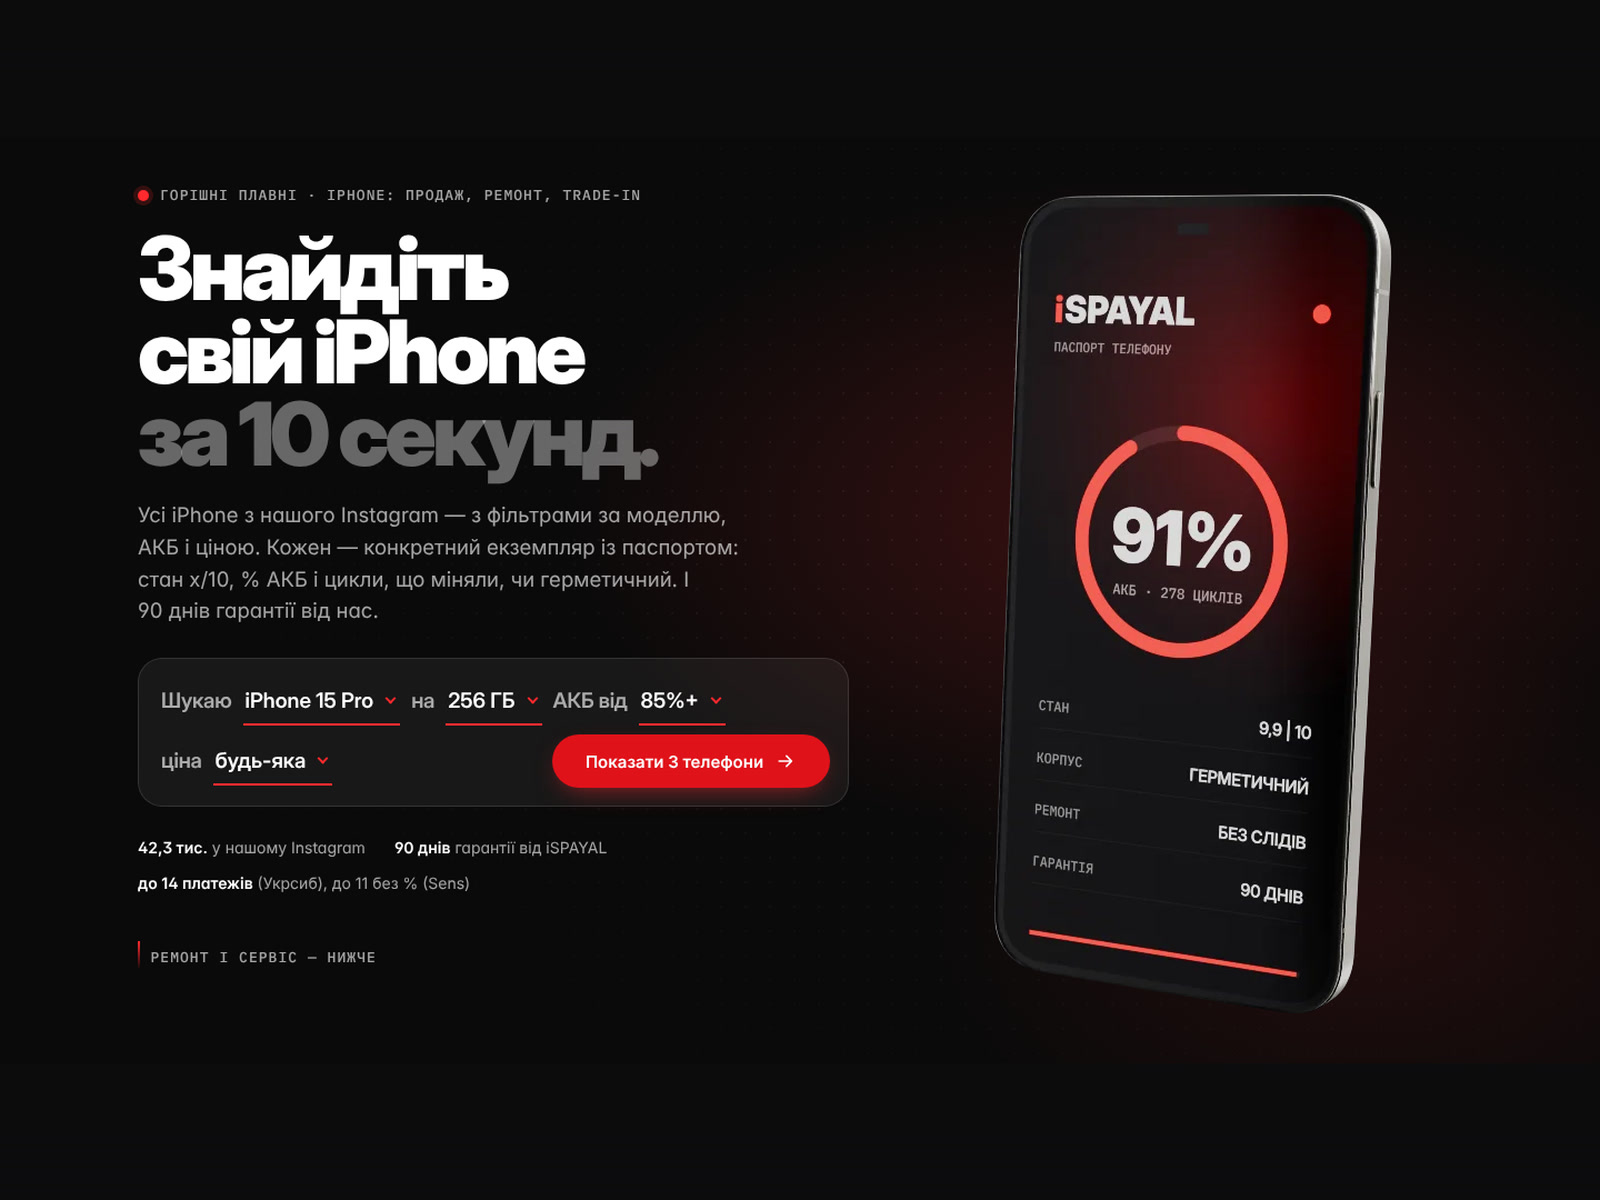 ГОРІШНІ ПЛАВНІ · IPHONE: ПРОДАЖ, РЕМОНТ, TRADE-IN
Знайдіть
свій iPhone
за 10 секунд.
Усі iPhone з нашого Instagram — з фільтрами за моделлю,
АКБ і ціною. Кожен — конкретний екземпляр із паспортом:
стан x/10, % АКБ і цикли, що міняли, чи герметичний. І
90 днів гарантії від нас.
Шукаю iPhone 15 Pro на 256 ГБ АКБ від 85%+
ціна будь-яка Показати 3 телефони →
42,3 тис. у нашому Instagram 90 днів гарантії від iSPAYAL
до 14 платежів (Укрсиб), до 11 без % (Sens)
РЕМОНТ І СЕРВІС — НИЖЧЕ
iSPAYAL
ПАСПОРТ ТЕЛЕФОНУ
91%
АКБ · 278 ЦИКЛІВ
СТАН 9,9 | 10
КОРПУС ГЕРМЕТИЧНИЙ
РЕМОНТ БЕЗ СЛІДІВ
ГАРАНТІЯ 90 ДНІВ